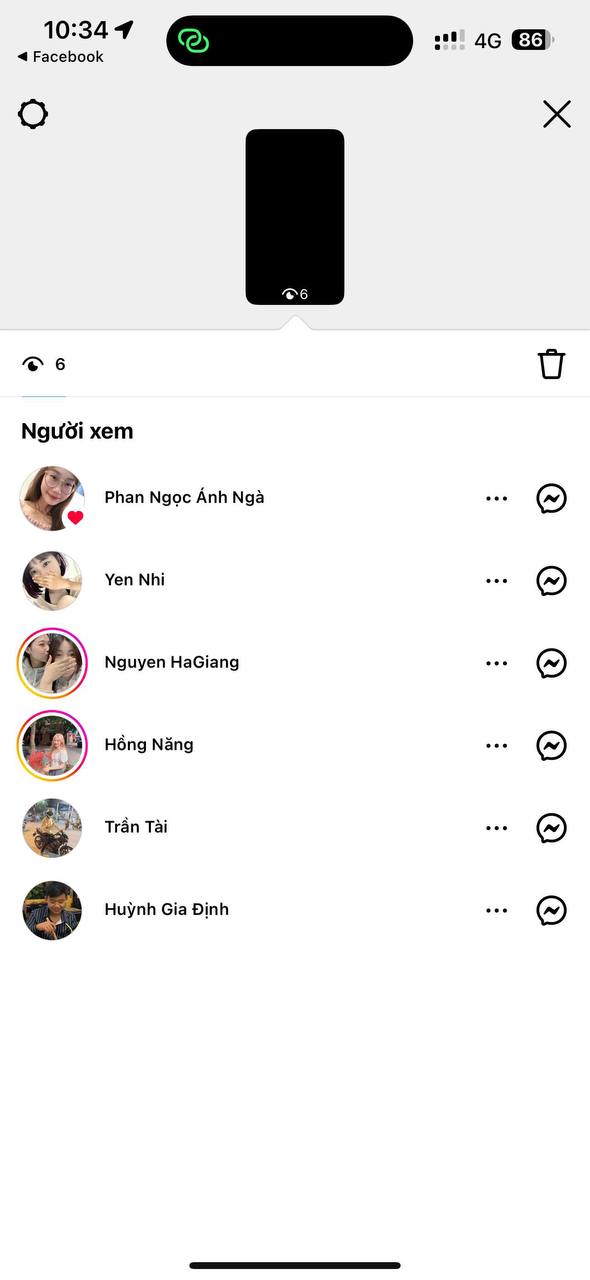 10:34
4G 86
◀ Facebook
6
6
Người xem
Phan Ngọc Ánh Ngà
Yen Nhi
Nguyen HaGiang
Hồng Năng
Trần Tài
Huỳnh Gia Định